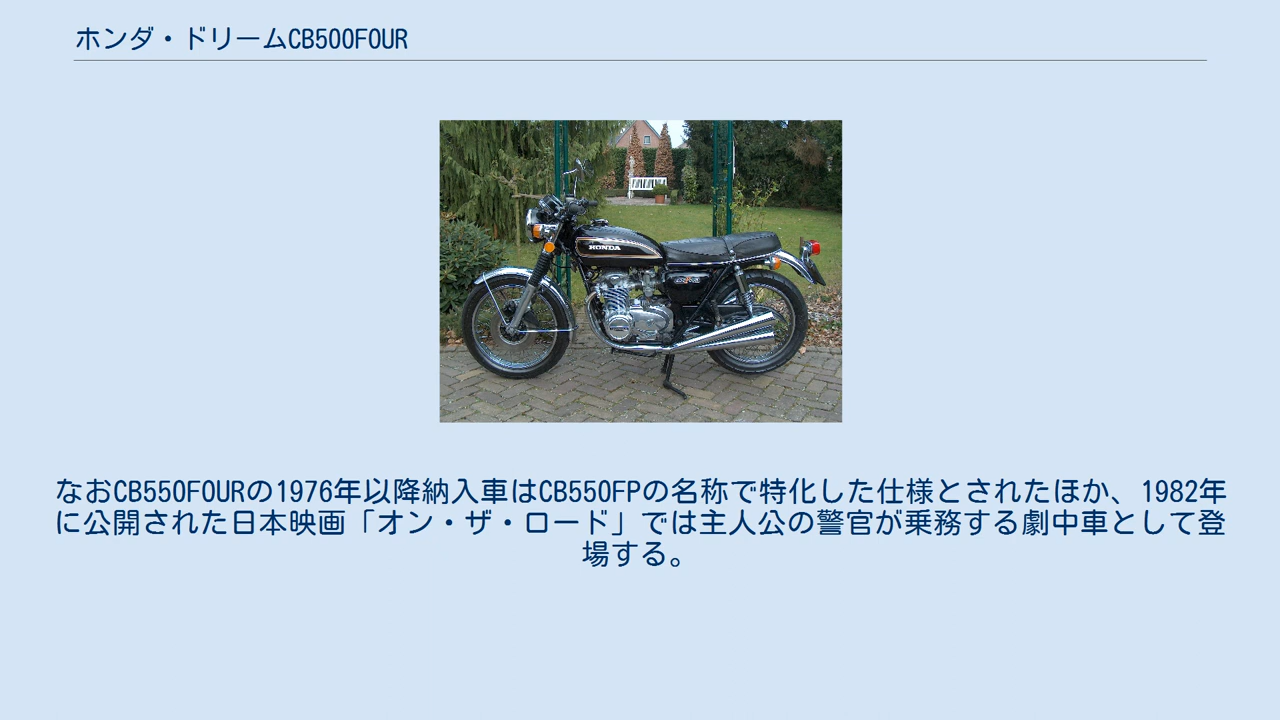 ホンダ・ドリームCB500FOUR
HONDA
なおCB550FOURの1976年以降納入車はCB550FPの名称で特化した仕様とされたほか、1982年
に公開された日本映画「オン・ザ・ロード」では主人公の警官が乗務する劇中車として登
場する。